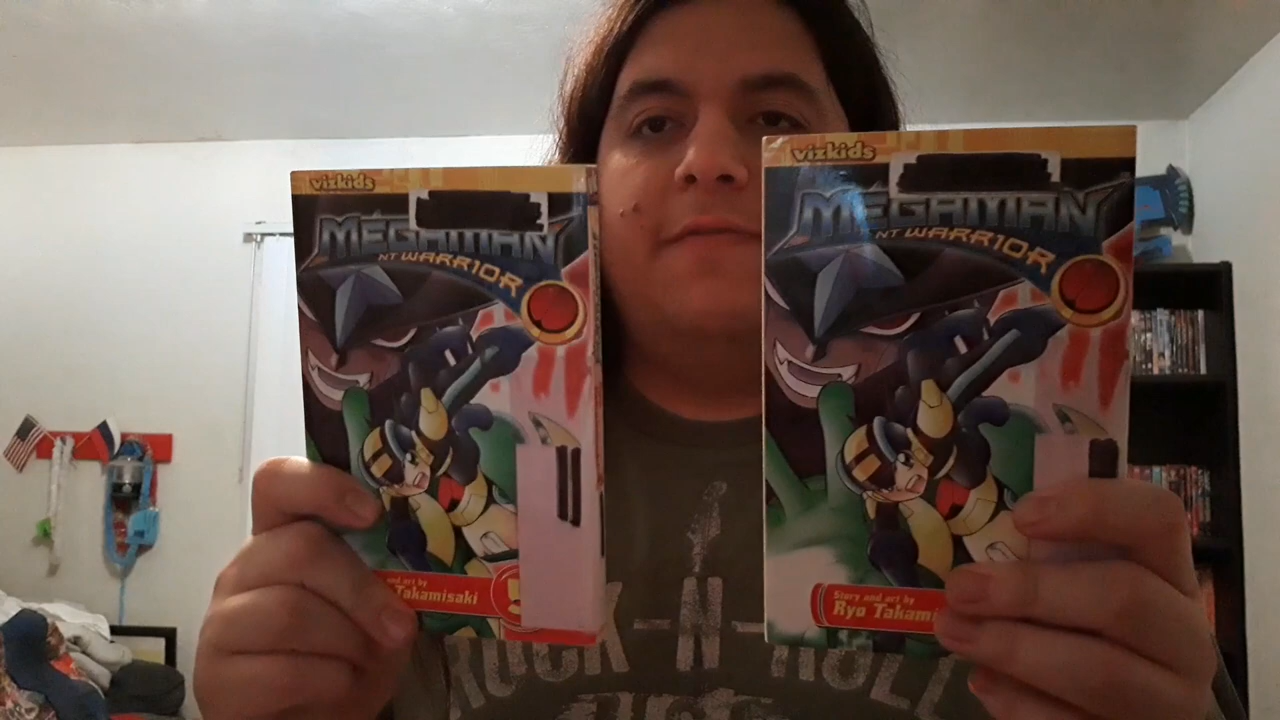 vizkids
MEGAMAN
NT WARRIOR
and art by
Takamisaki
vizkids
MEGAMAN
NT WARRIOR
Story and art by
Ryo Takami
ROCK-N-ROLL